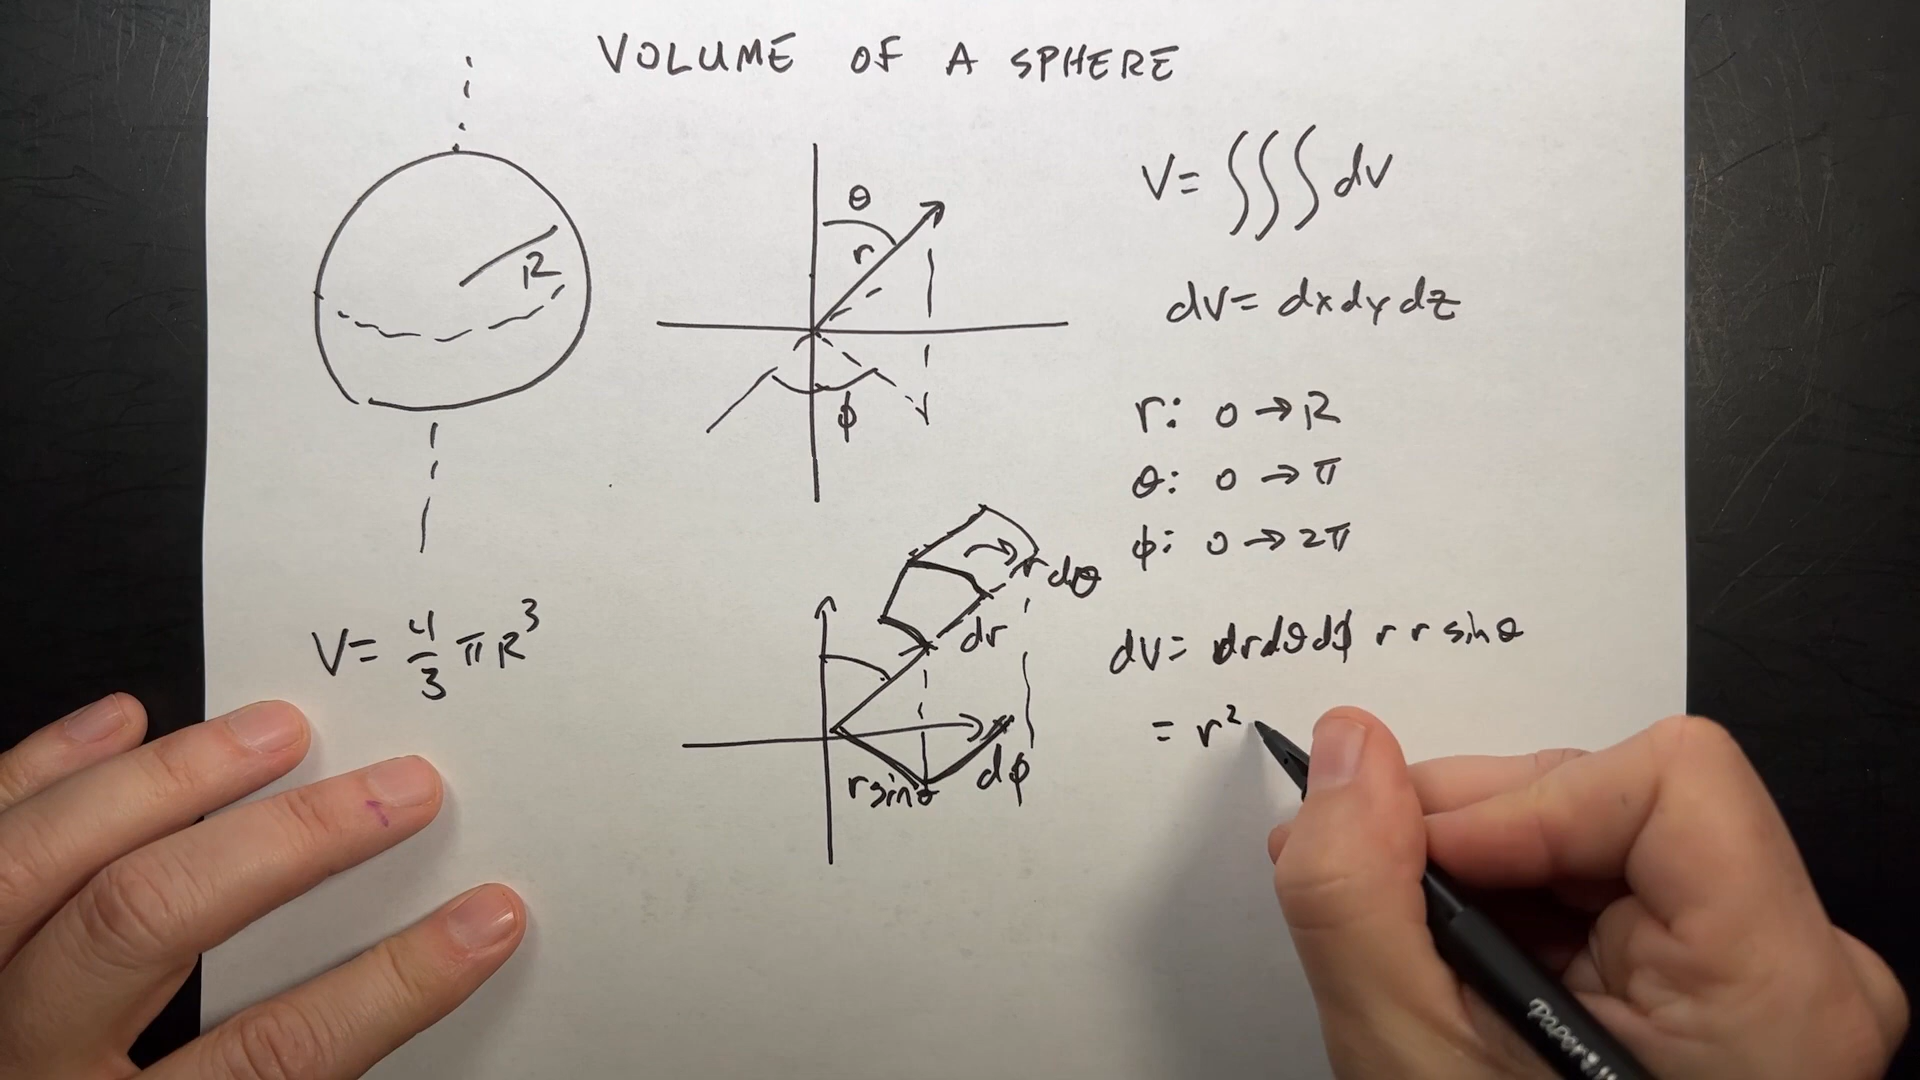 VOLUME OF A SPHERE
R
V = 4/3 π R³
θ
r
φ
dθ
dr
r sinθ
dφ
V = ∫∫∫ dV
dV = dx dy dz
r: 0 → R
θ: 0 → π
φ: 0 → 2π
dV = dr dθ dφ r r sin θ
= r²